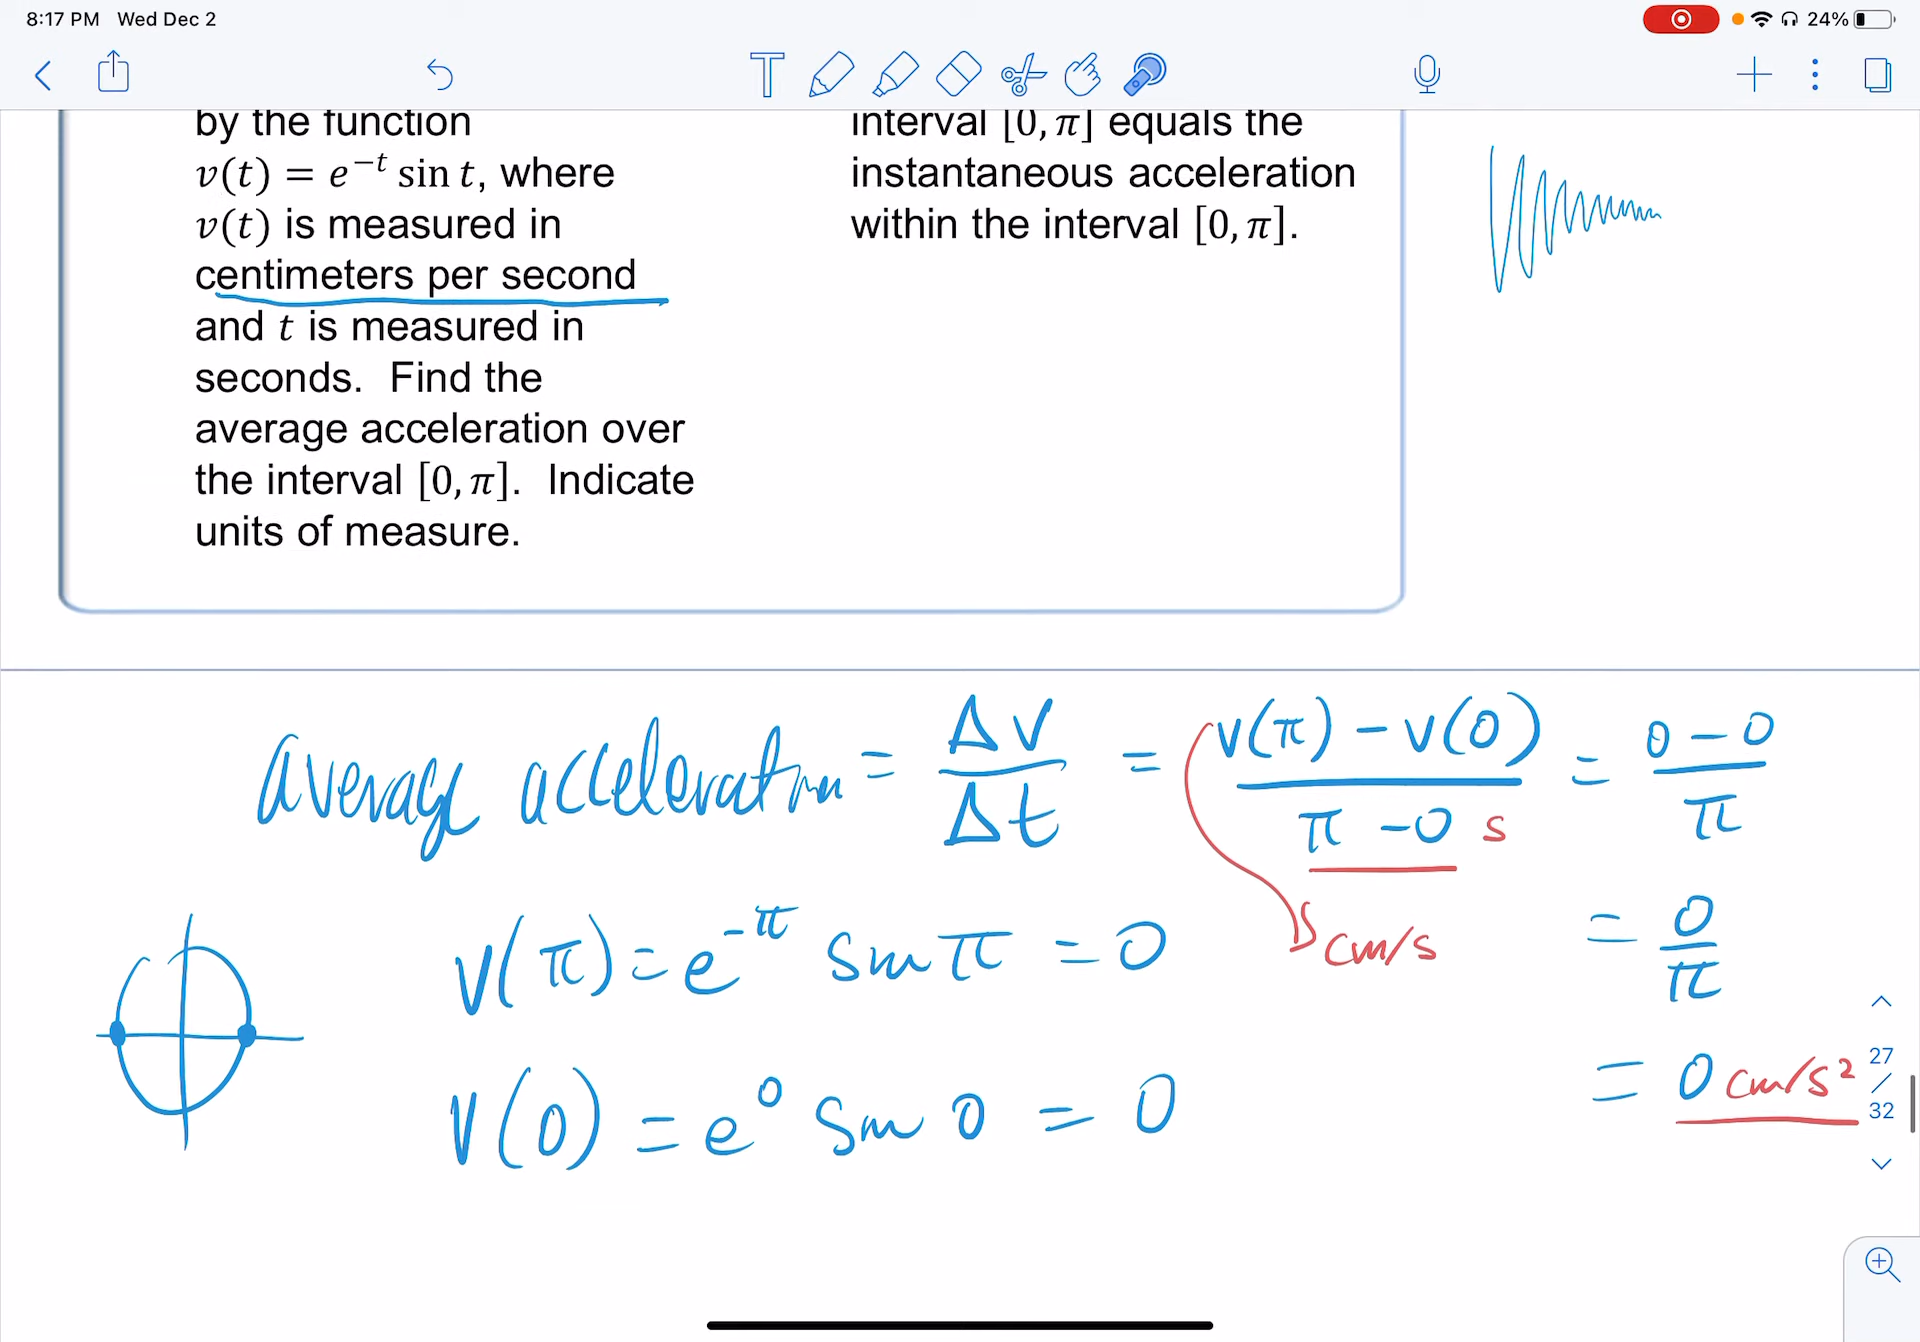 8:17 PM Wed Dec 2
24%
by the function
v(t) = e^{-t} sin t, where
v(t) is measured in
centimeters per second
and t is measured in
seconds. Find the
average acceleration over
the interval [0, π]. Indicate
units of measure.
interval [0, π] equals the
instantaneous acceleration
within the interval [0, π].
average acceleration = Δv/Δt = (v(π) − v(0))/(π − 0 s) = (0 − 0)/π
cm/s
= 0/π
= 0 cm/s²
v(π) = e^{-π} sin π = 0
v(0) = e^0 sin 0 = 0
27
/
32